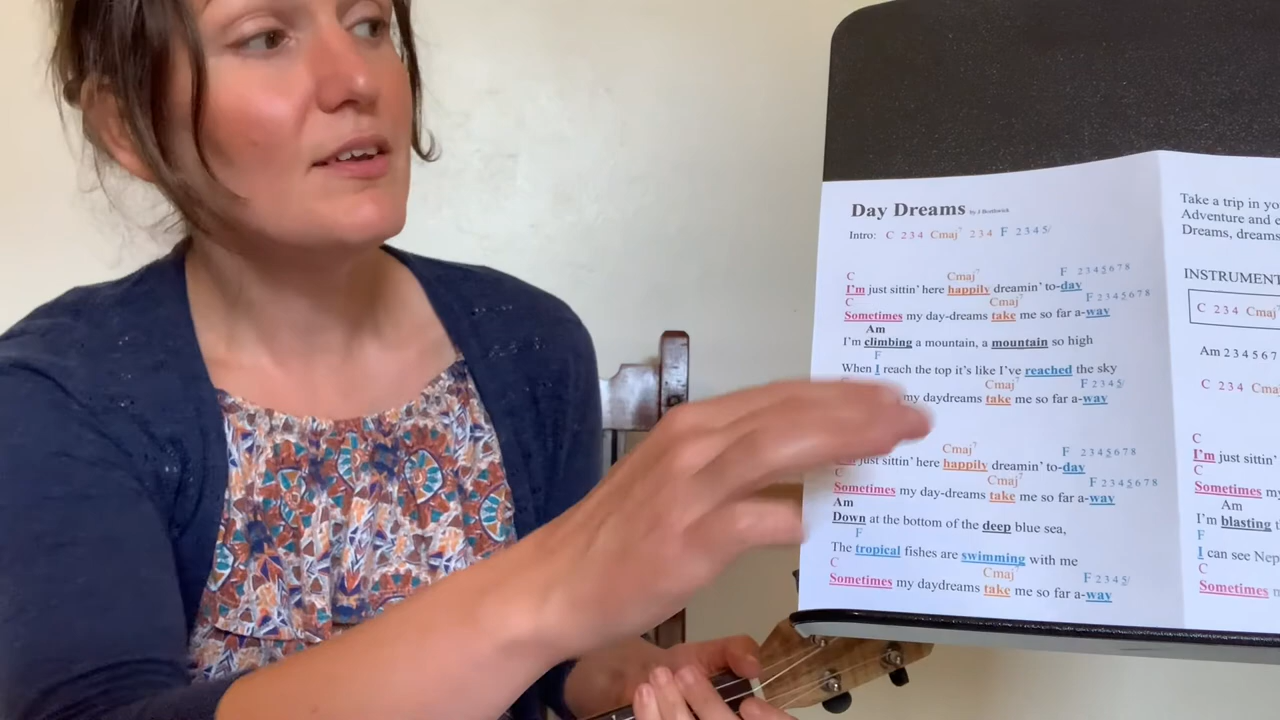 Day Dreams by J Borthwick
Intro: C 2 3 4 Cmaj7 2 3 4 F 2 3 4 5/
C Cmaj7 F 2 3 4 5 6 7 8
I'm just sittin' here happily dreamin' to-day
C Cmaj7 F 2 3 4 5 6 7 8
Sometimes my day-dreams take me so far a-way
Am
I'm climbing a mountain, a mountain so high
F
When I reach the top it's like I've reached the sky
Cmaj7 F 2 3 4 5/
my daydreams take me so far a-way
Cmaj7 F 2 3 4 5 6 7 8
just sittin' here happily dreamin' to-day
C Cmaj7 F 2 3 4 5 6 7 8
Sometimes my day-dreams take me so far a-way
Am
Down at the bottom of the deep blue sea,
F
The tropical fishes are swimming with me
C Cmaj7 F 2 3 4 5/
Sometimes my daydreams take me so far a-way
Take a trip in yo
Adventure and e
Dreams, dreams
INSTRUMENT
C 2 3 4 Cmaj7
Am 2 3 4 5 6 7
C 2 3 4 Cma
C
I'm just sittin'
C
Sometimes m
Am
I'm blasting t
F
I can see Nep
C
Sometimes m